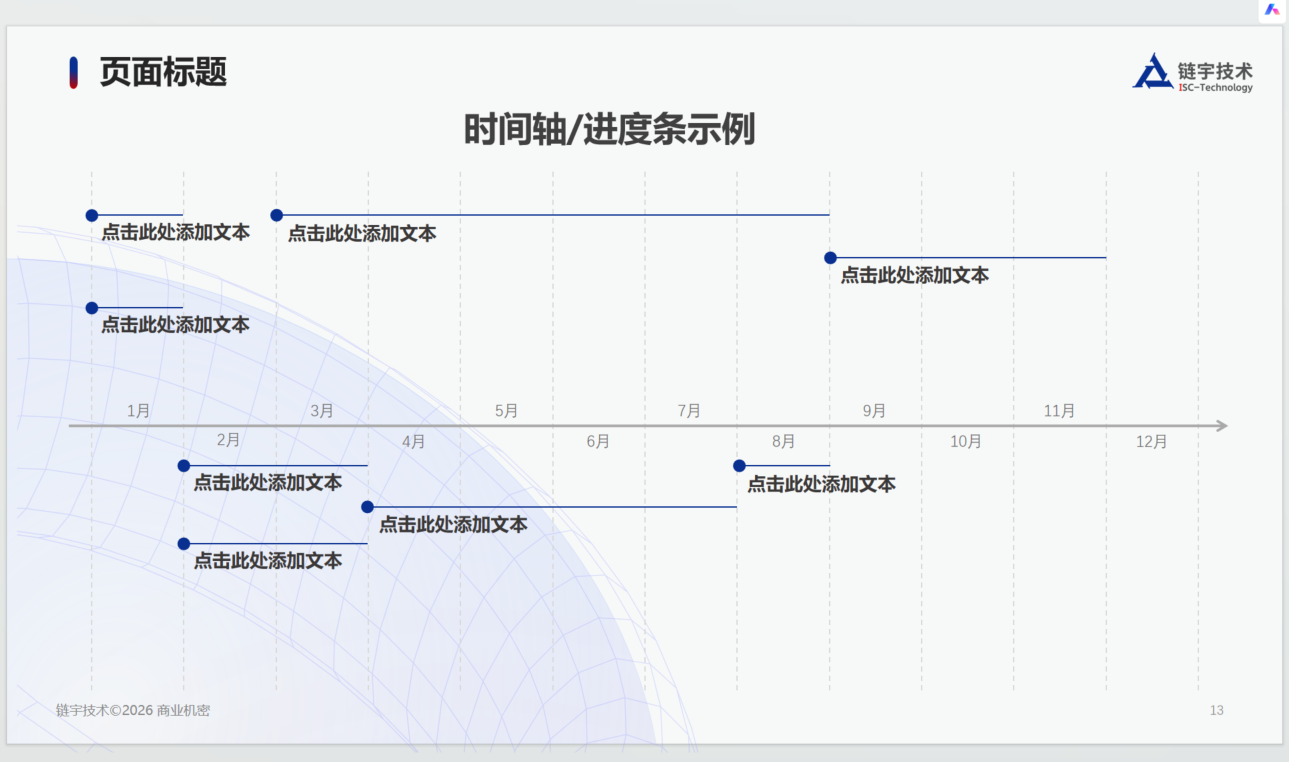 页面标题
链宇技术
ISC-Technology
时间轴/进度条示例
点击此处添加文本
点击此处添加文本
点击此处添加文本
点击此处添加文本
1月
3月
5月
7月
9月
11月
2月
4月
6月
8月
10月
12月
点击此处添加文本
点击此处添加文本
点击此处添加文本
点击此处添加文本
链宇技术©2026 商业机密
13